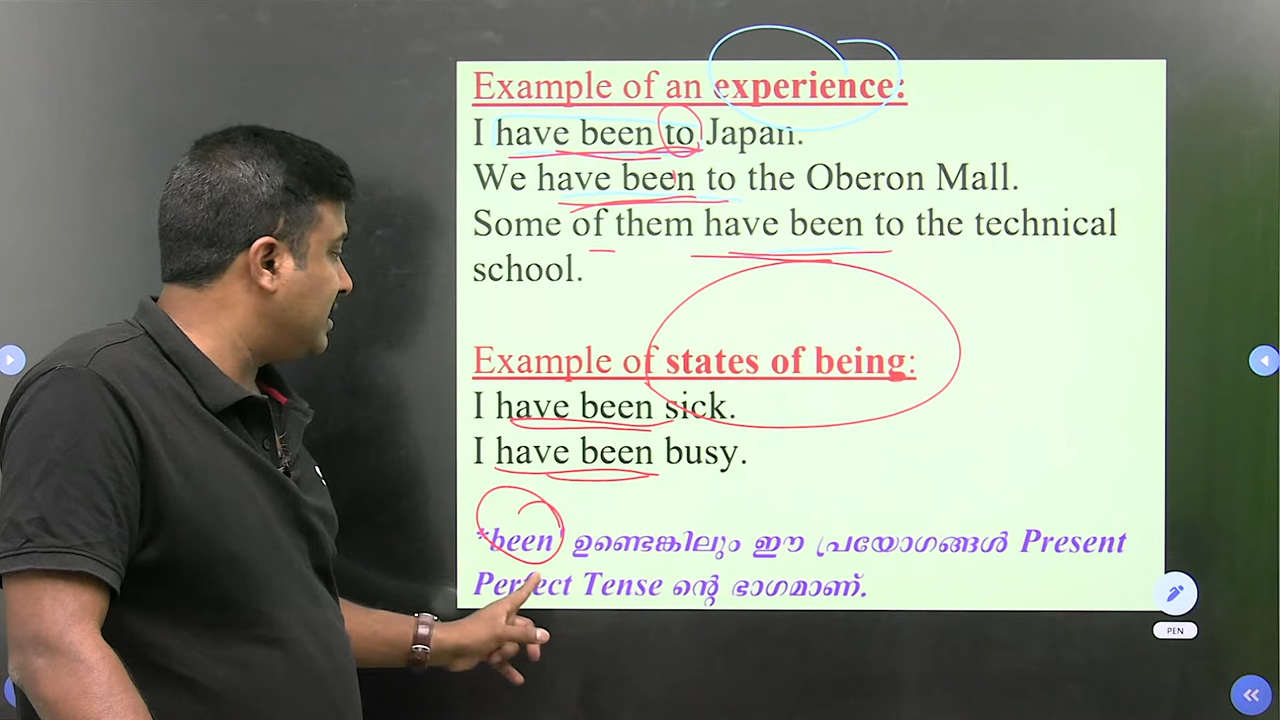 Example of an experience:
I have been to Japan.
We have been to the Oberon Mall.
Some of them have been to the technical
school.
Example of states of being:
I have been sick.
I have been busy.
*been' ഉണ്ടെങ്കിലും ഈ പ്രയോഗങ്ങൾ Present
Perfect Tense ന്റെ ഭാഗമാണ്.
PEN